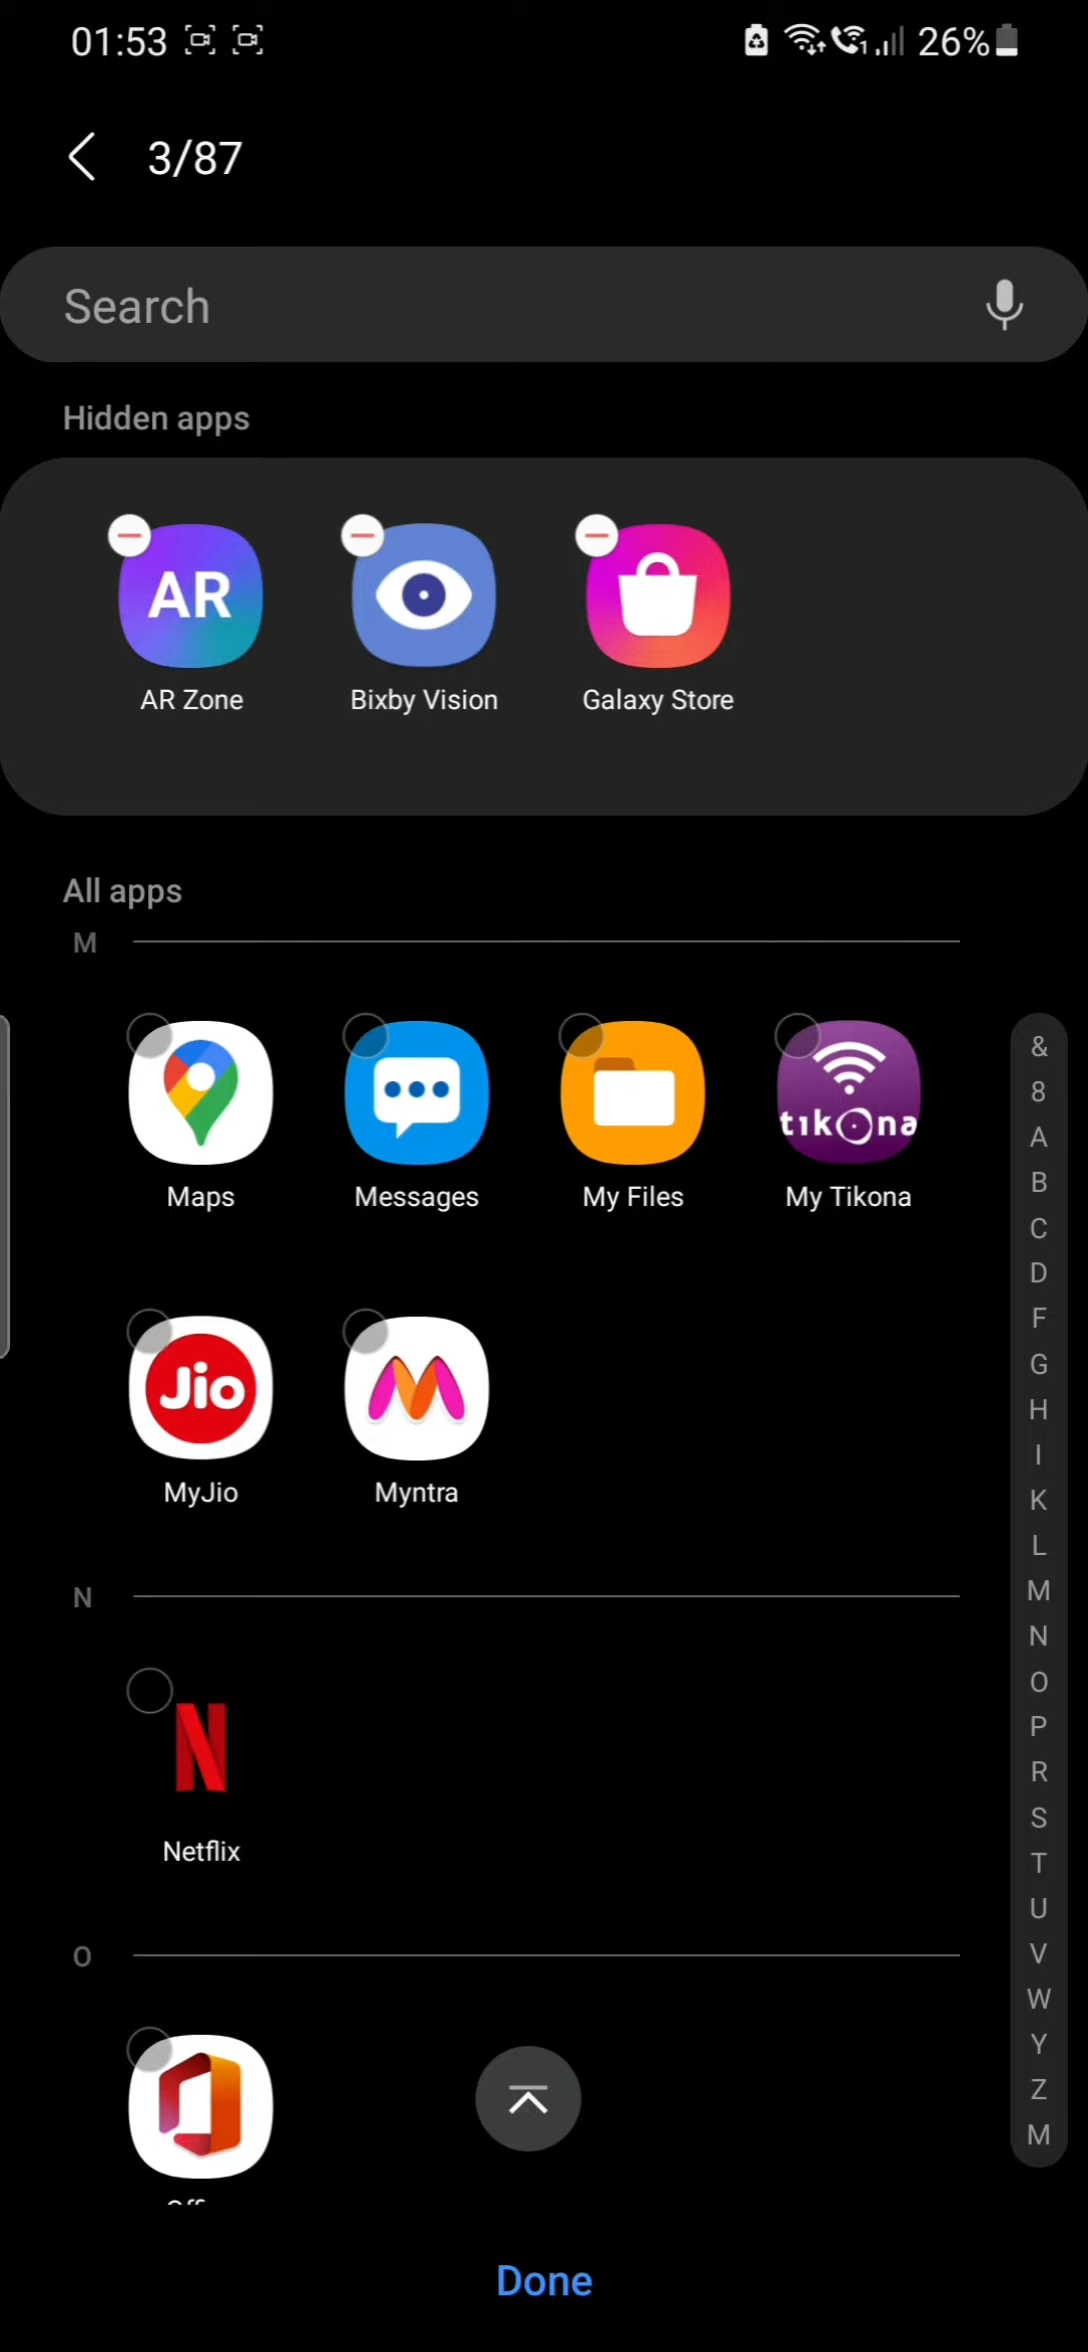 01:53
26%
3/87
Search
Hidden apps
AR
AR Zone
Bixby Vision
Galaxy Store
All apps
M
tikona
Maps
Messages
My Files
My Tikona
Jio
MyJio
Myntra
N
N
Netflix
O
Done
&
8
A
B
C
D
F
G
H
I
K
L
M
N
O
P
R
S
T
U
V
W
Y
Z
M